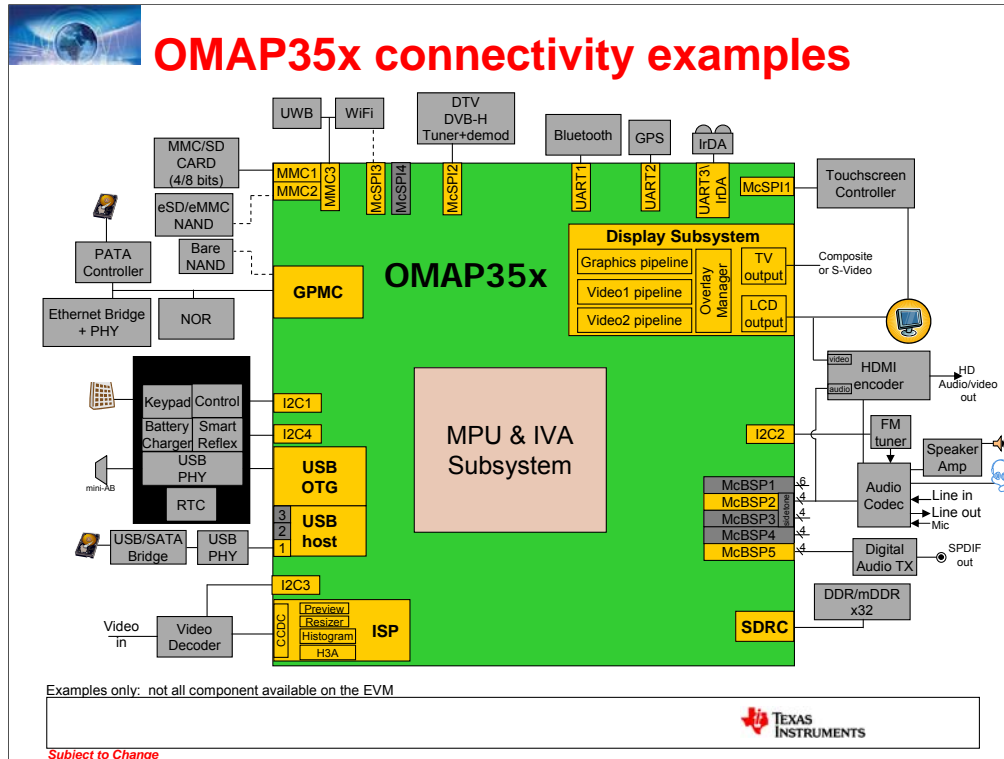 OMAP35x connectivity examples
UWB
WiFi
DTV
DVB-H
Tuner+demod
Bluetooth
GPS
IrDA
MMC/SD
CARD
(4/8 bits)
MMC1
MMC2
MMC3
McSPI3
McSPI4
McSPI2
UART1
UART2
UART3\
IrDA
McSPI1
Touchscreen
Controller
eSD/eMMC
NAND
Bare
NAND
PATA
Controller
Ethernet Bridge
+ PHY
NOR
GPMC
OMAP35x
Display Subsystem
Graphics pipeline
Video1 pipeline
Video2 pipeline
Overlay
Manager
TV
output
LCD
output
Composite
or S-Video
video
audio
HDMI
encoder
HD
Audio/video
out
Keypad
Control
Battery
Charger
Smart
Reflex
USB
PHY
RTC
mini-AB
I2C1
I2C4
USB
OTG
3
2
1
USB
host
USB/SATA
Bridge
USB
PHY
MPU & IVA
Subsystem
I2C2
FM
tuner
Speaker
Amp
Audio
Codec
Line in
Line out
Mic
McBSP1
McBSP2
McBSP3
McBSP4
McBSP5
sidetone
6
4
4
4
4
Digital
Audio TX
SPDIF
out
DDR/mDDR
x32
SDRC
I2C3
Video
in
Video
Decoder
CCDC
Preview
Resizer
Histogram
H3A
ISP
Examples only: not all component available on the EVM
TEXAS
INSTRUMENTS
Subject to Change